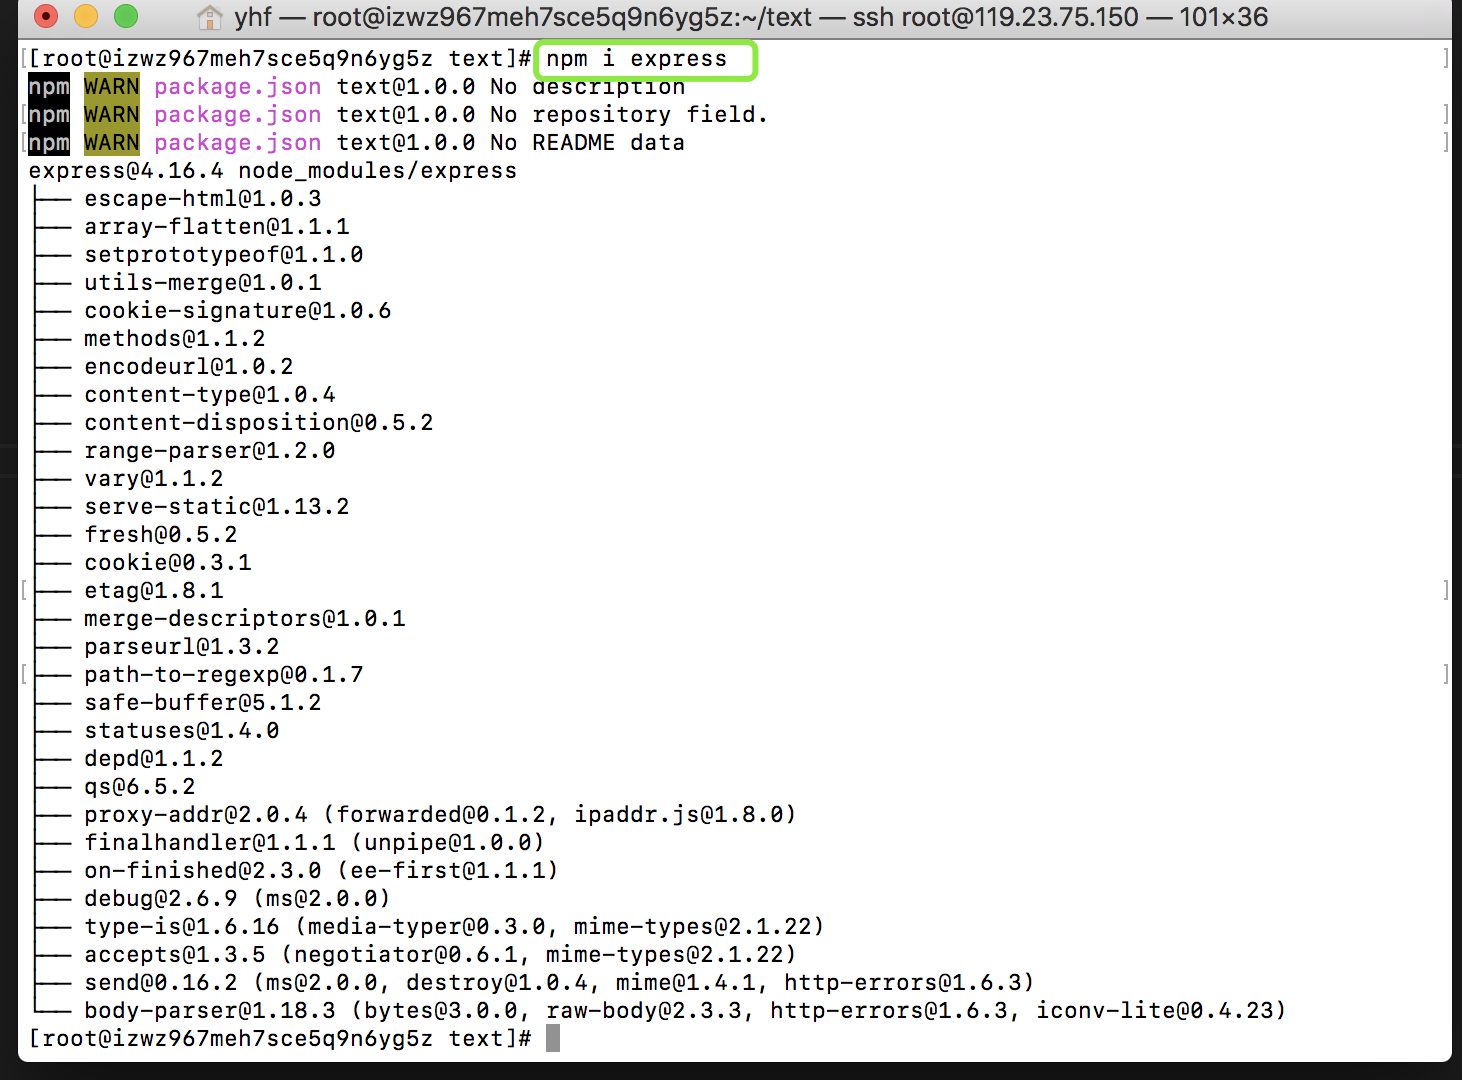 yhf — root@izwz967meh7sce5q9n6yg5z:~/text — ssh root@119.23.75.150 — 101×36
[[root@izwz967meh7sce5q9n6yg5z text]# npm i express ]
npm WARN package.json text@1.0.0 No description
[npm WARN package.json text@1.0.0 No repository field. ]
[npm WARN package.json text@1.0.0 No README data ]
express@4.16.4 node_modules/express
├── escape-html@1.0.3
├── array-flatten@1.1.1
├── setprototypeof@1.1.0
├── utils-merge@1.0.1
├── cookie-signature@1.0.6
├── methods@1.1.2
├── encodeurl@1.0.2
├── content-type@1.0.4
├── content-disposition@0.5.2
├── range-parser@1.2.0
├── vary@1.1.2
├── serve-static@1.13.2
├── fresh@0.5.2
├── cookie@0.3.1
[├── etag@1.8.1 ]
├── merge-descriptors@1.0.1
├── parseurl@1.3.2
[├── path-to-regexp@0.1.7 ]
├── safe-buffer@5.1.2
├── statuses@1.4.0
├── depd@1.1.2
├── qs@6.5.2
├── proxy-addr@2.0.4 (forwarded@0.1.2, ipaddr.js@1.8.0)
├── finalhandler@1.1.1 (unpipe@1.0.0)
├── on-finished@2.3.0 (ee-first@1.1.1)
├── debug@2.6.9 (ms@2.0.0)
├── type-is@1.6.16 (media-typer@0.3.0, mime-types@2.1.22)
├── accepts@1.3.5 (negotiator@0.6.1, mime-types@2.1.22)
├── send@0.16.2 (ms@2.0.0, destroy@1.0.4, mime@1.4.1, http-errors@1.6.3)
└── body-parser@1.18.3 (bytes@3.0.0, raw-body@2.3.3, http-errors@1.6.3, iconv-lite@0.4.23)
[root@izwz967meh7sce5q9n6yg5z text]#